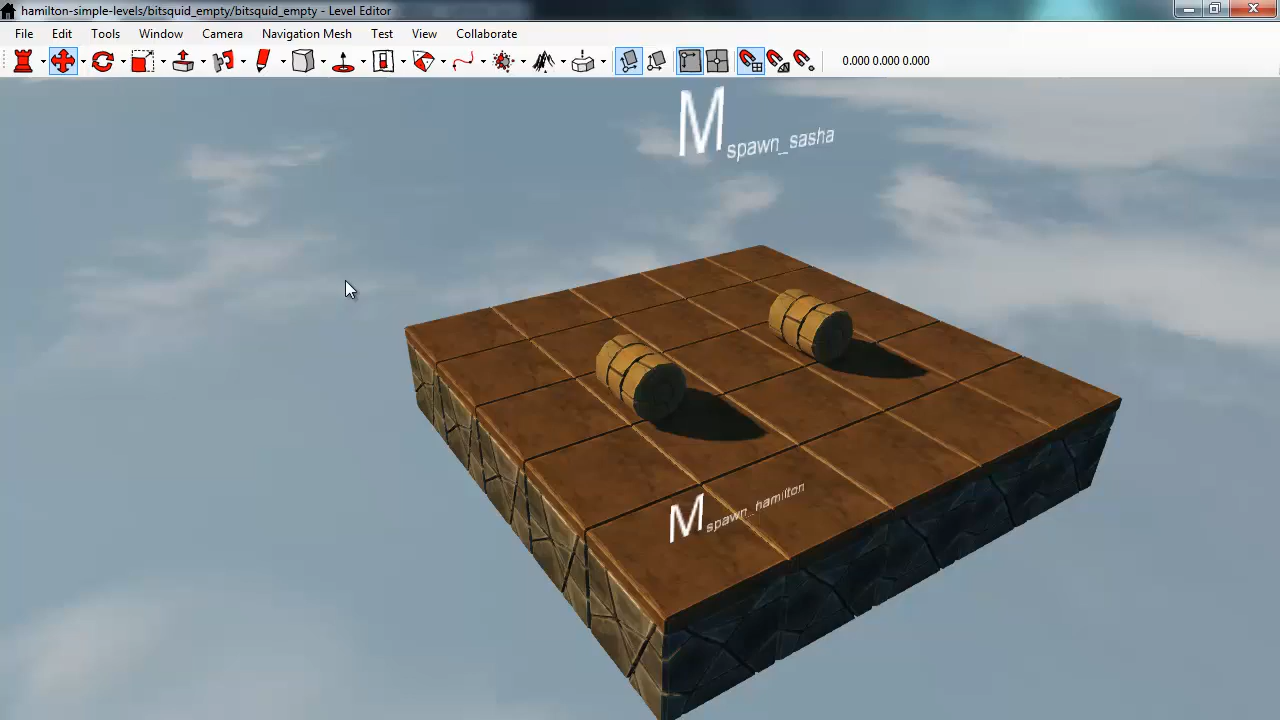 hamilton-simple-levels/bitsquid_empty/bitsquid_empty - Level Editor
File Edit Tools Window Camera Navigation Mesh Test View Collaborate
0.000 0.000 0.000
M spawn_sasha
M spawn_hamilton